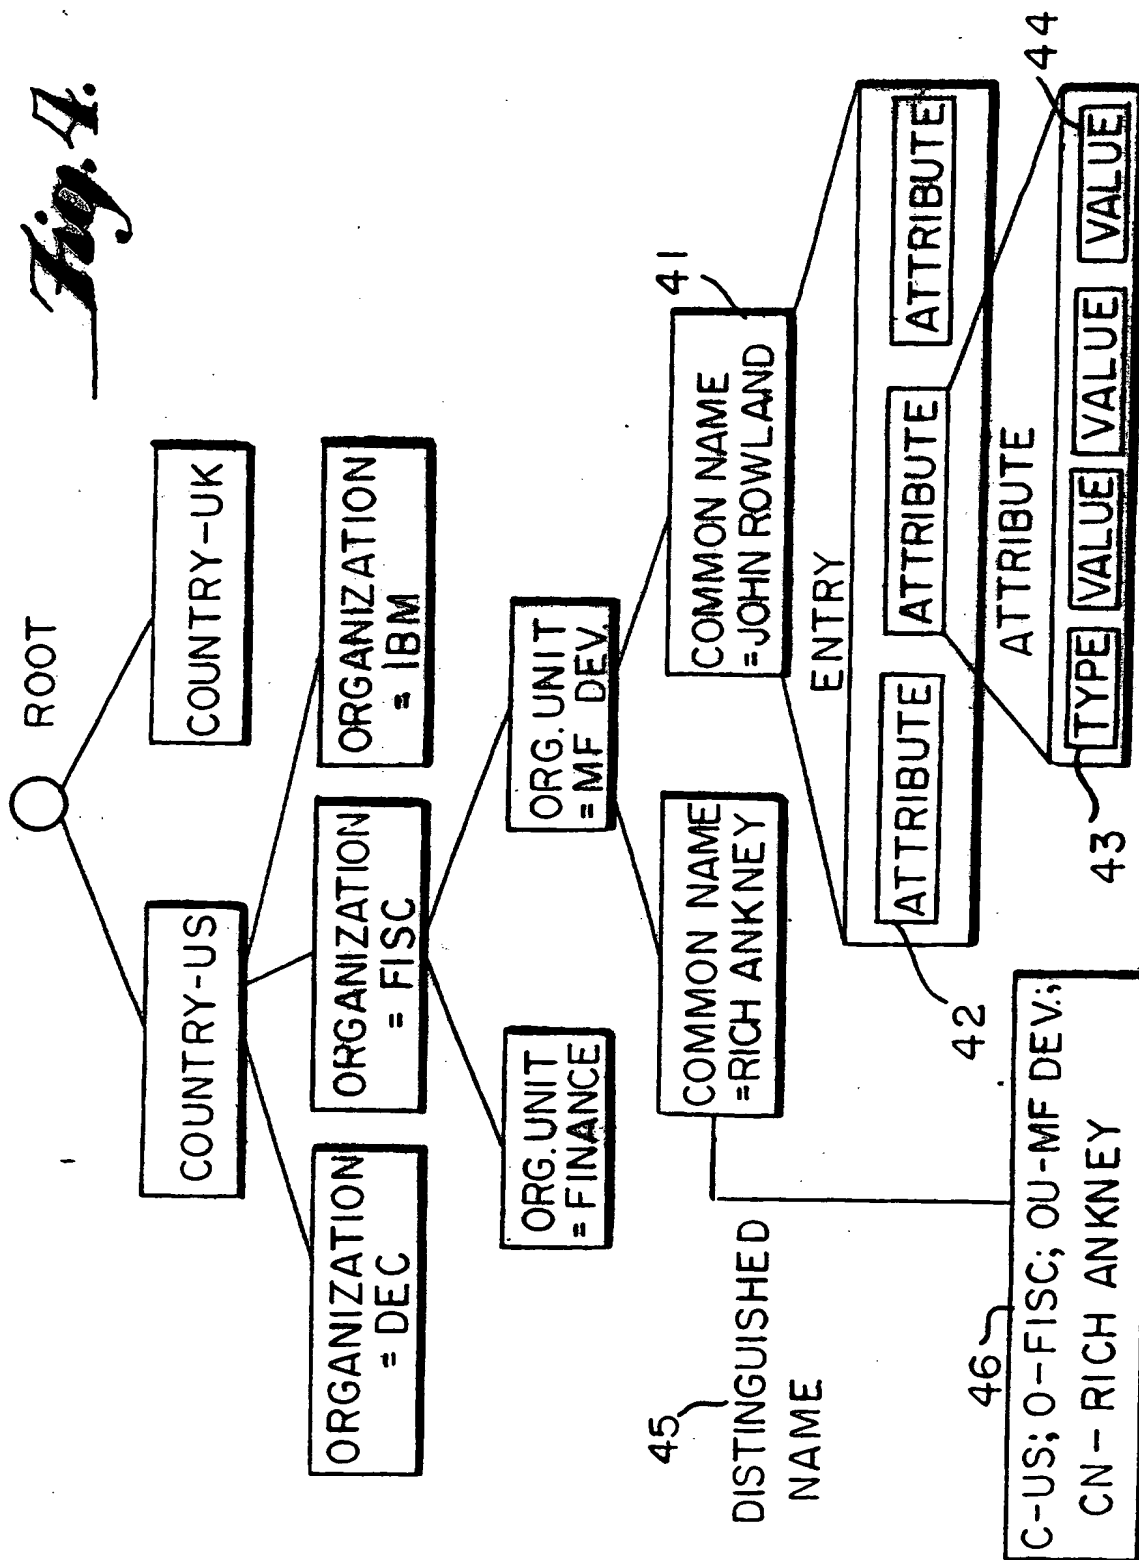 Fig. 4.
ROOT
COUNTRY-US
COUNTRY-UK
ORGANIZATION
= DEC
ORGANIZATION
= FISC
ORGANIZATION
= IBM
ORG. UNIT
= FINANCE
ORG. UNIT
= MF DEV.
COMMON NAME
=RICH ANKNEY
COMMON NAME
=JOHN ROWLAND
41
45
DISTINGUISHED
NAME
ENTRY
ATTRIBUTE
ATTRIBUTE
ATTRIBUTE
42
46
C-US; O-FISC; OU-MF DEV.;
CN - RICH ANKNEY
ATTRIBUTE
43
TYPE
VALUE
VALUE
VALUE
44